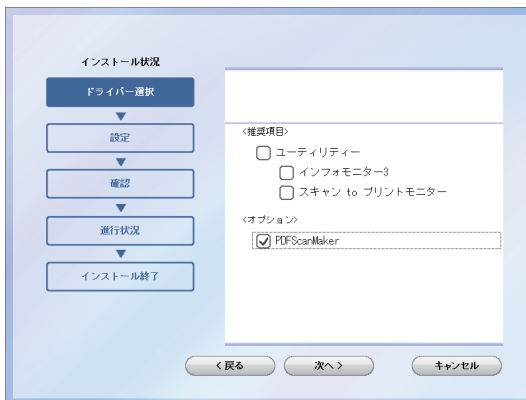 インストール状況
ドライバー選択
設定
確認
進行状況
インストール終了
<推奨項目>
ユーティリティー
インフォモニター3
スキャン to プリントモニター
<オプション>
PDFScanMaker
< 戻る
次へ >
キャンセル